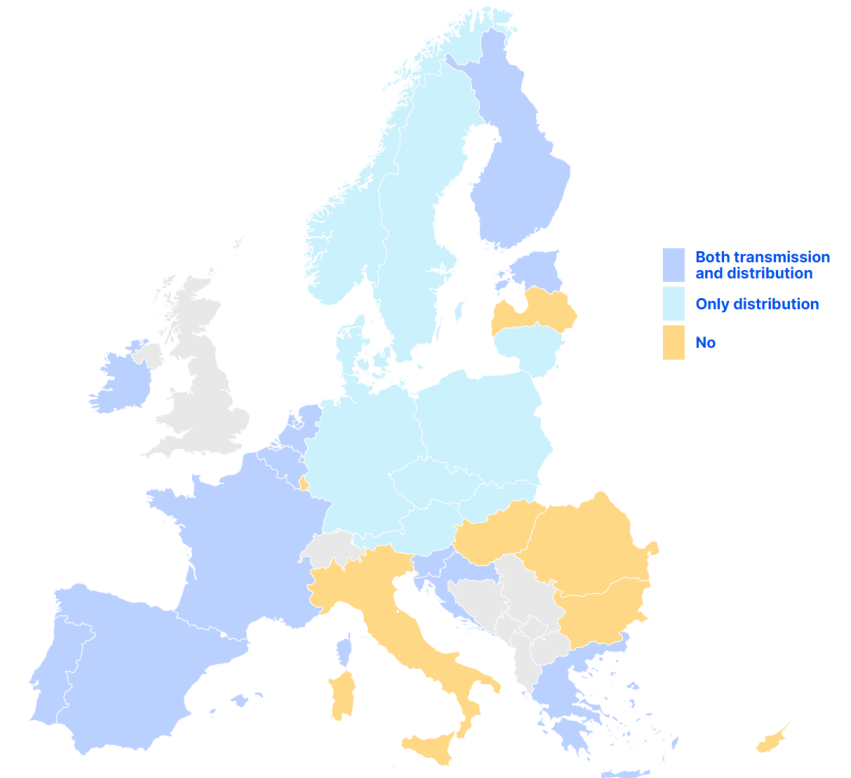 Both transmission
and distribution
Only distribution
No